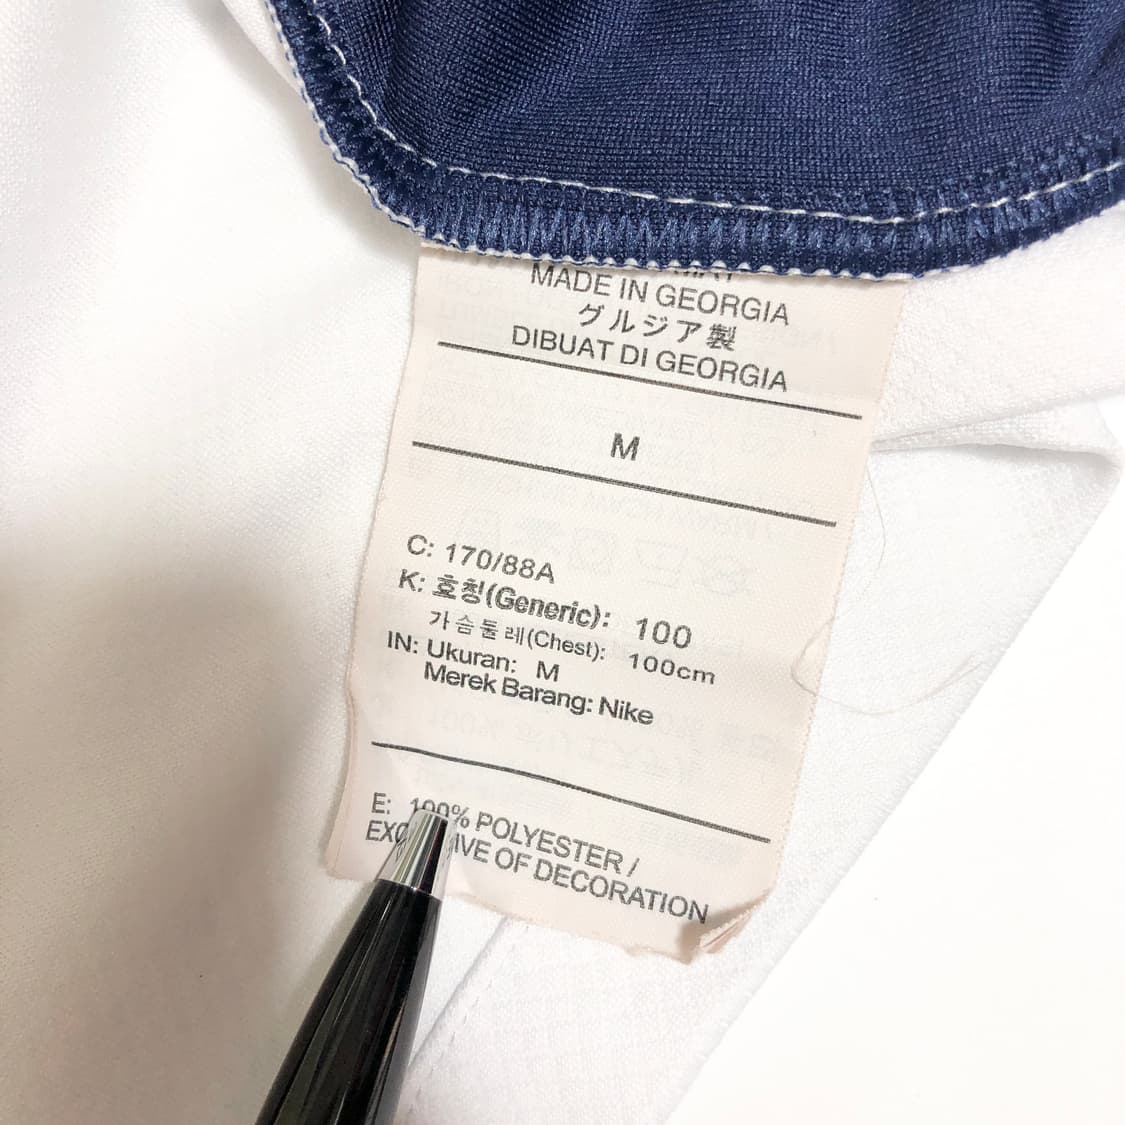 MADE IN GEORGIA
グルジア製
DIBUAT DI GEORGIA
M
C: 170/88A
K: 호칭(Generic): 100
가슴둘레(Chest): 100cm
IN: Ukuran: M
Merek Barang: Nike
E: 100% POLYESTER /
OF DECORATION